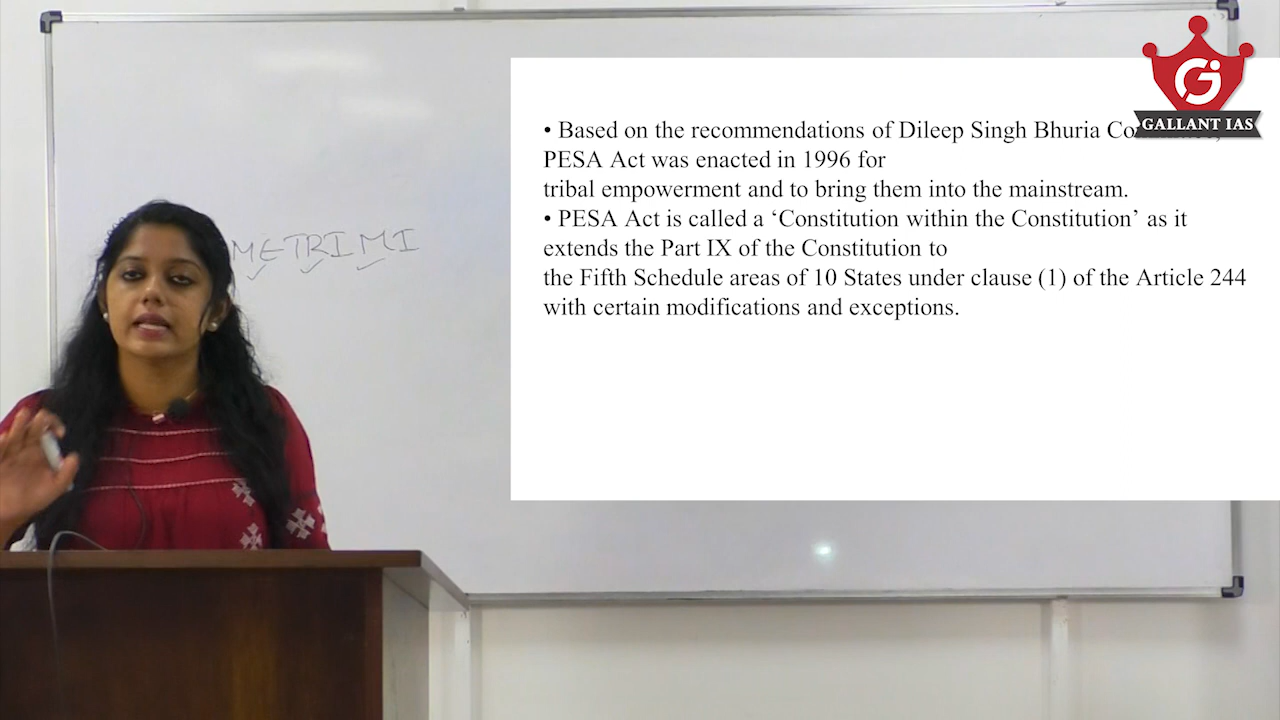 • Based on the recommendations of Dileep Singh Bhuria
PESA Act was enacted in 1996 for
tribal empowerment and to bring them into the mainstream.
• PESA Act is called a ‘Constitution within the Constitution’ as it
extends the Part IX of the Constitution to
the Fifth Schedule areas of 10 States under clause (1) of the Article 244
with certain modifications and exceptions.
METRIMI
GALLANT IAS